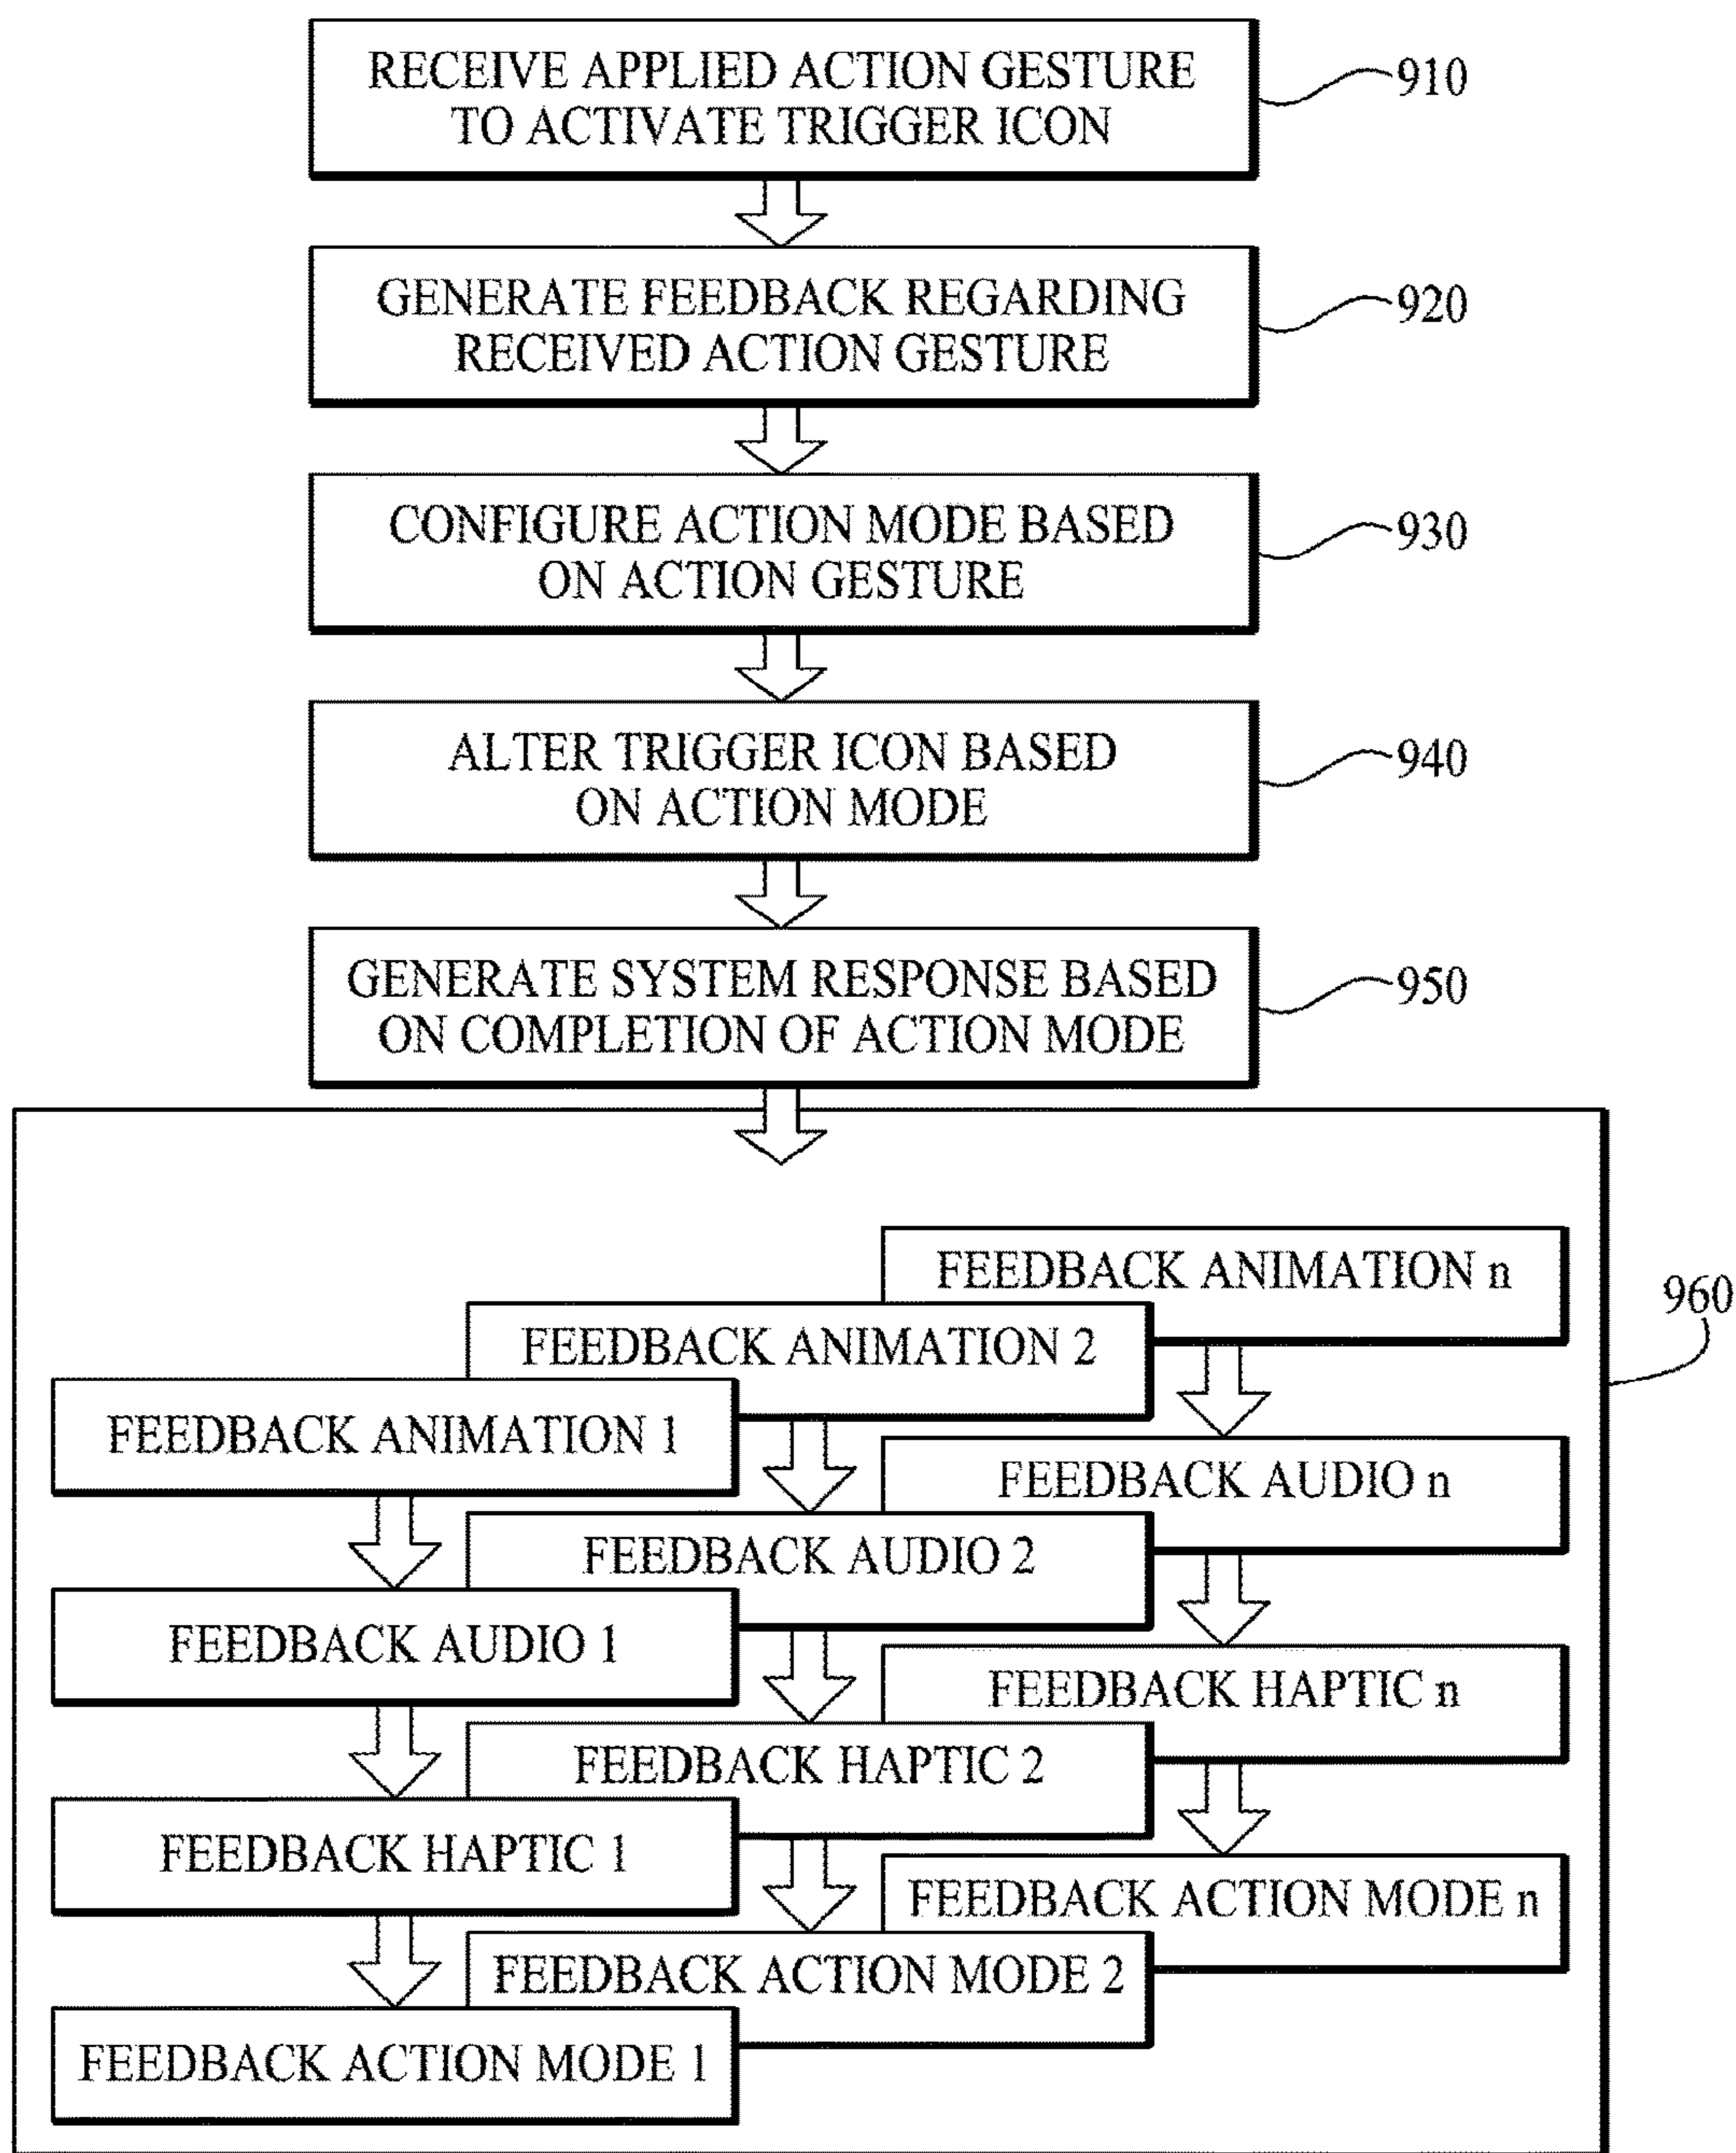 RECEIVE APPLIED ACTION GESTURE
TO ACTIVATE TRIGGER ICON
910
GENERATE FEEDBACK REGARDING
RECEIVED ACTION GESTURE
920
CONFIGURE ACTION MODE BASED
ON ACTION GESTURE
930
ALTER TRIGGER ICON BASED
ON ACTION MODE
940
GENERATE SYSTEM RESPONSE BASED
ON COMPLETION OF ACTION MODE
950
FEEDBACK ANIMATION n
960
FEEDBACK ANIMATION 2
FEEDBACK ANIMATION 1
FEEDBACK AUDIO n
FEEDBACK AUDIO 2
FEEDBACK AUDIO 1
FEEDBACK HAPTIC n
FEEDBACK HAPTIC 2
FEEDBACK HAPTIC 1
FEEDBACK ACTION MODE n
FEEDBACK ACTION MODE 2
FEEDBACK ACTION MODE 1